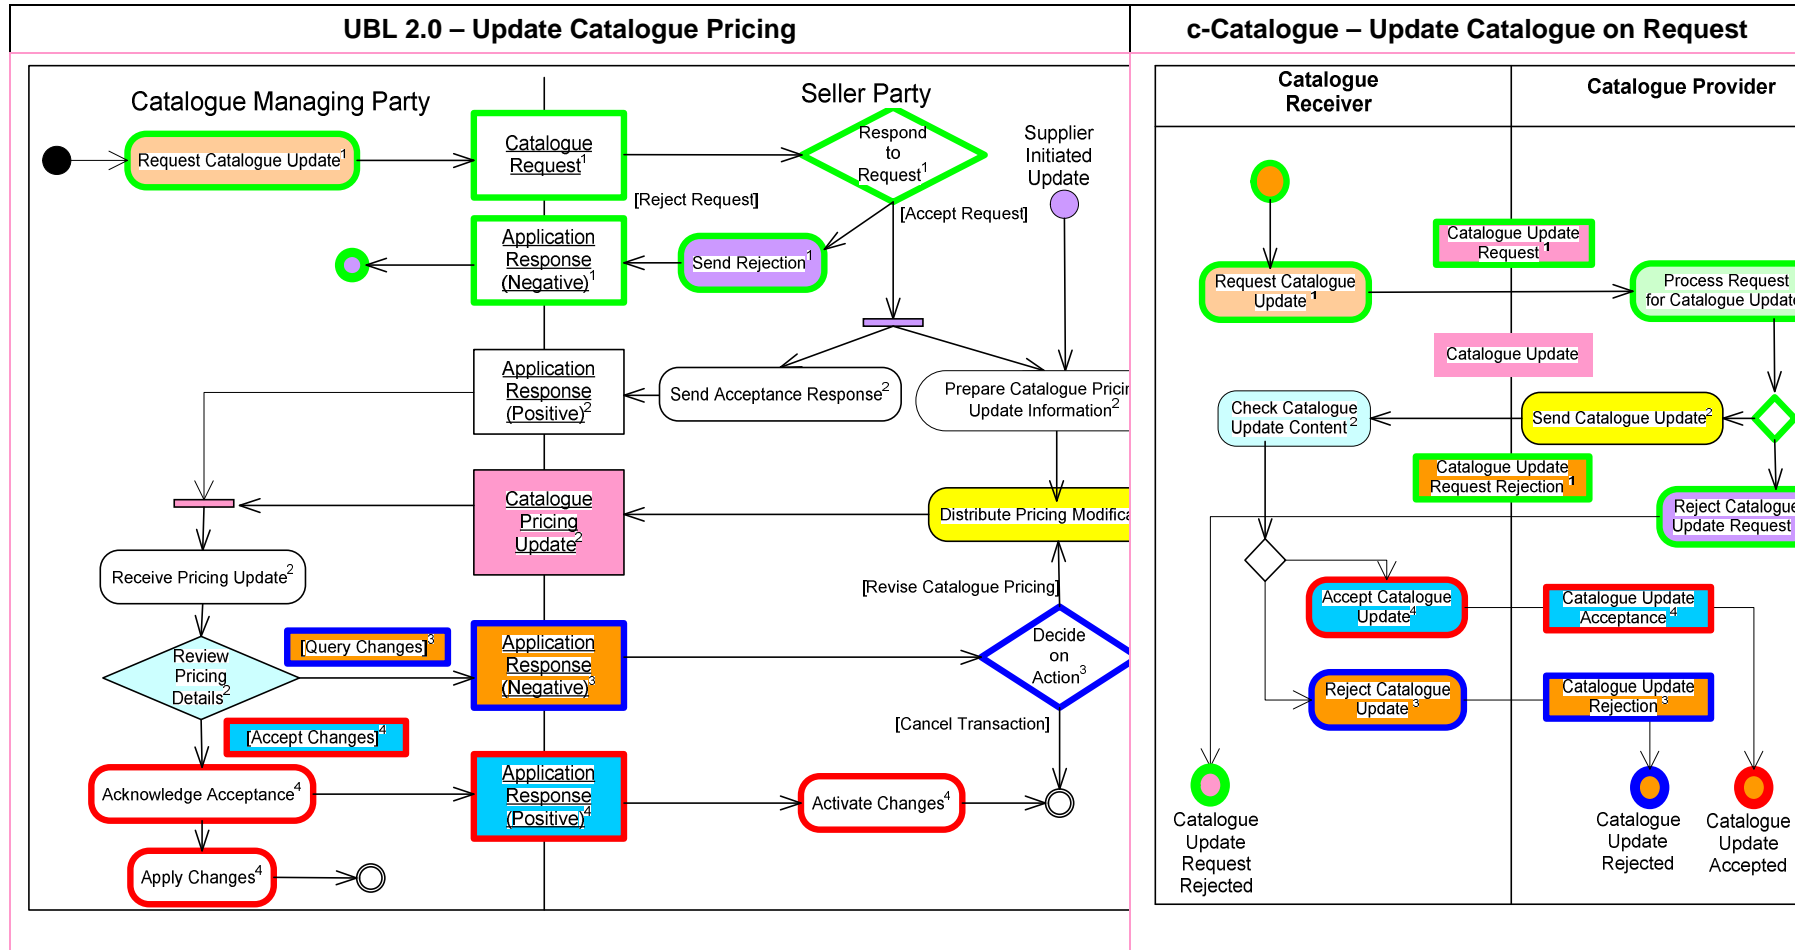 UBL 2.0 – Update Catalogue Pricing
Catalogue Managing Party
Seller Party
Request Catalogue Update1
Catalogue
Request1
Respond
to
Request1
Supplier
Initiated
Update
[Reject Request]
[Accept Request]
Application
Response
(Negative)1
Send Rejection1
Application
Response
(Positive)2
Send Acceptance Response2
Prepare Catalogue Pricin
Update Information2
Catalogue
Pricing
Update2
Distribute Pricing Modifica
Receive Pricing Update2
[Revise Catalogue Pricing]
Review
Pricing
Details2
[Query Changes]3
Application
Response
(Negative)3
Decide
on
Action3
[Accept Changes]4
[Cancel Transaction]
Acknowledge Acceptance4
Application
Response
(Positive)4
Activate Changes4
Apply Changes4
c-Catalogue – Update Catalogue on Request
Catalogue
Receiver
Catalogue Provider
Catalogue Update
Request 1
Request Catalogue
Update 1
Process Request
for Catalogue Update
Catalogue Update
Check Catalogue
Update Content2
Send Catalogue Update2
Catalogue Update
Request Rejection 1
Reject Catalogue
Update Request
Accept Catalogue
Update4
Catalogue Update
Acceptance 4
Reject Catalogue
Update 3
Catalogue Update
Rejection 3
Catalogue
Update
Request
Rejected
Catalogue
Update
Rejected
Catalogue
Update
Accepted